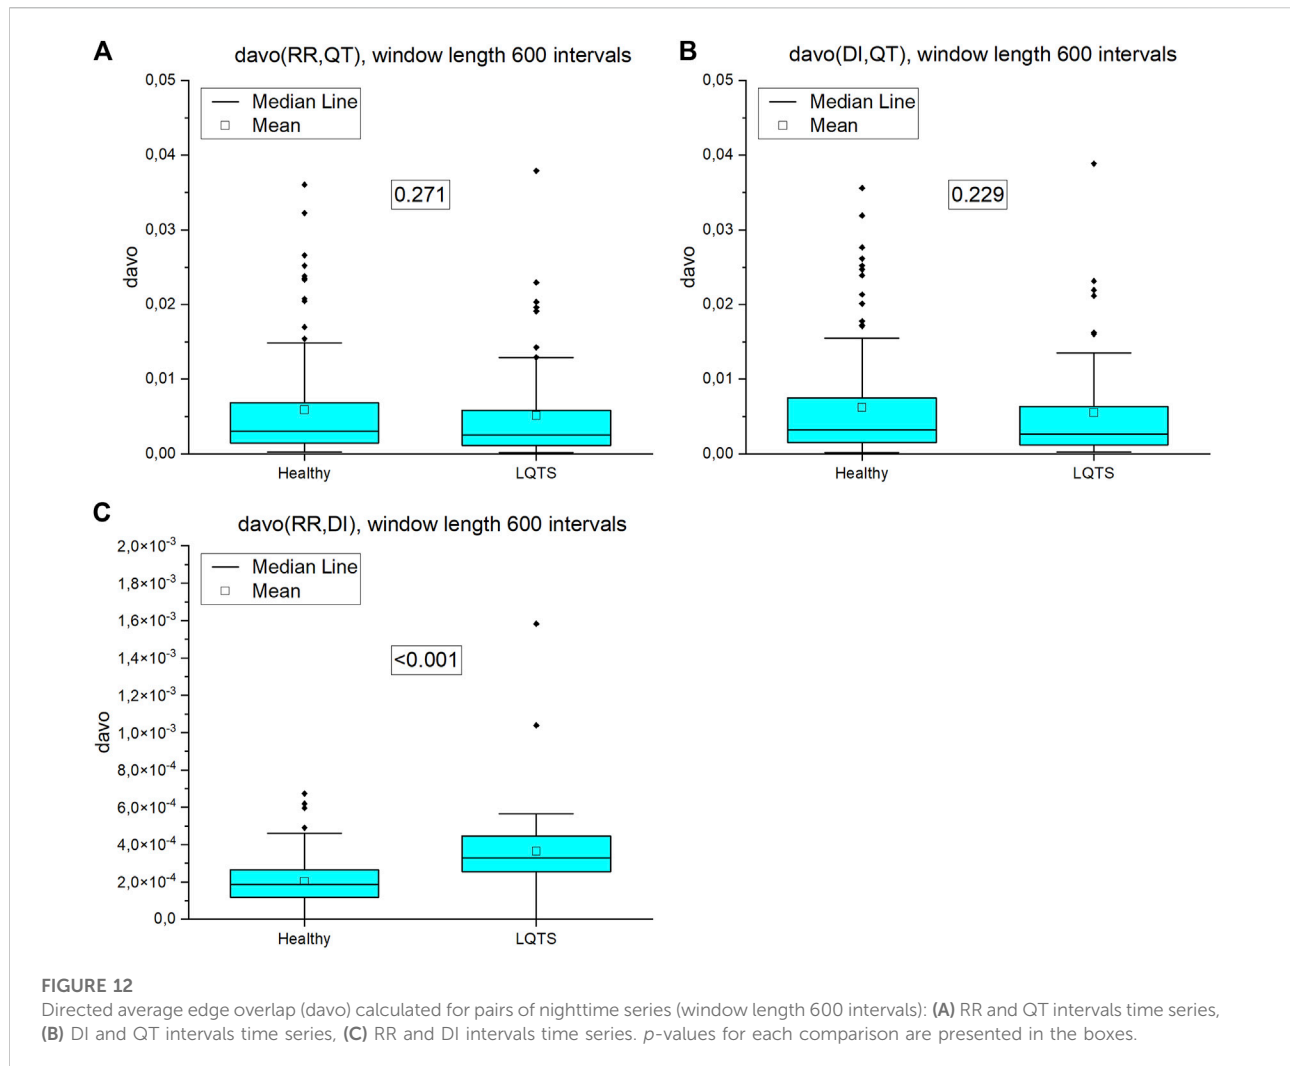 A
davo(RR,QT), window length 600 intervals
0,05
Median Line
Mean
0,04
0.271
0,03
davo
0,02
0,01
0,00
Healthy
LQTS
B
davo(DI,QT), window length 600 intervals
0,05
Median Line
Mean
0,04
0.229
0,03
davo
0,02
0,01
0,00
Healthy
LQTS
C
davo(RR,DI), window length 600 intervals
2,0×10⁻³
Median Line
1,8×10⁻³
Mean
1,6×10⁻³
1,4×10⁻³
<0.001
1,2×10⁻³
davo
1,0×10⁻³
8,0×10⁻⁴
6,0×10⁻⁴
4,0×10⁻⁴
2,0×10⁻⁴
0,0
Healthy
LQTS
FIGURE 12
Directed average edge overlap (davo) calculated for pairs of nighttime series (window length 600 intervals): (A) RR and QT intervals time series,
(B) DI and QT intervals time series, (C) RR and DI intervals time series. p-values for each comparison are presented in the boxes.